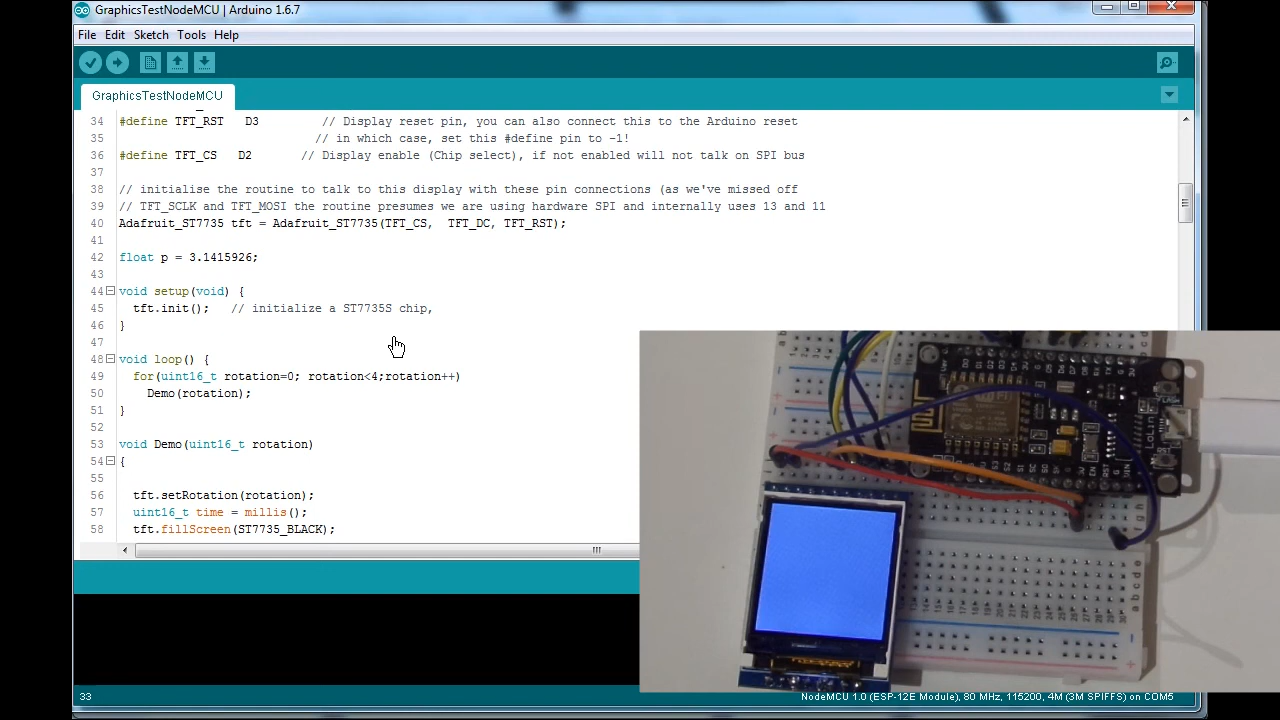 GraphicsTestNodeMCU | Arduino 1.6.7
File Edit Sketch Tools Help
GraphicsTestNodeMCU
34 #define TFT_RST   D3         // Display reset pin, you can also connect this to the Arduino reset
35                              // in which case, set this #define pin to -1!
36 #define TFT_CS   D2       // Display enable (Chip select), if not enabled will not talk on SPI bus
37
38 // initialise the routine to talk to this display with these pin connections (as we've missed off
39 // TFT_SCLK and TFT_MOSI the routine presumes we are using hardware SPI and internally uses 13 and 11
40 Adafruit_ST7735 tft = Adafruit_ST7735(TFT_CS,  TFT_DC, TFT_RST);
41
42 float p = 3.1415926;
43
44 void setup(void) {
45   tft.init();   // initialize a ST7735S chip,
46 }
47
48 void loop() {
49   for(uint16_t rotation=0; rotation<4;rotation++)
50     Demo(rotation);
51 }
52
53 void Demo(uint16_t rotation)
54 {
55
56   tft.setRotation(rotation);
57   uint16_t time = millis();
58   tft.fillScreen(ST7735_BLACK);
33
NodeMCU 1.0 (ESP-12E Module), 80 MHz, 115200, 4M (3M SPIFFS) on COM5
LoLin